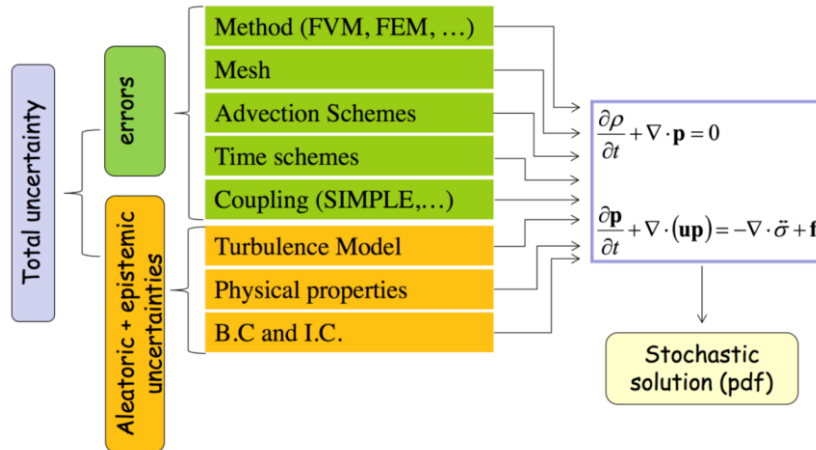 Total uncertainty
errors
Aleatoric + epistemic
uncertainties
Method (FVM, FEM, …)
Mesh
Advection Schemes
Time schemes
Coupling (SIMPLE,…)
Turbulence Model
Physical properties
B.C and I.C.
∂ρ/∂t + ∇ · p = 0
∂p/∂t + ∇ · (up) = −∇ · σ̈ + f
Stochastic
solution (pdf)